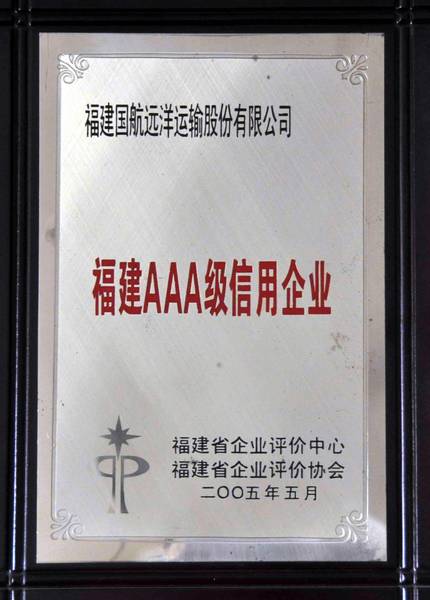 福建国航远洋运输股份有限公司
福建AAA级信用企业
福建省企业评价中心
福建省企业评价协会
二〇〇五年五月